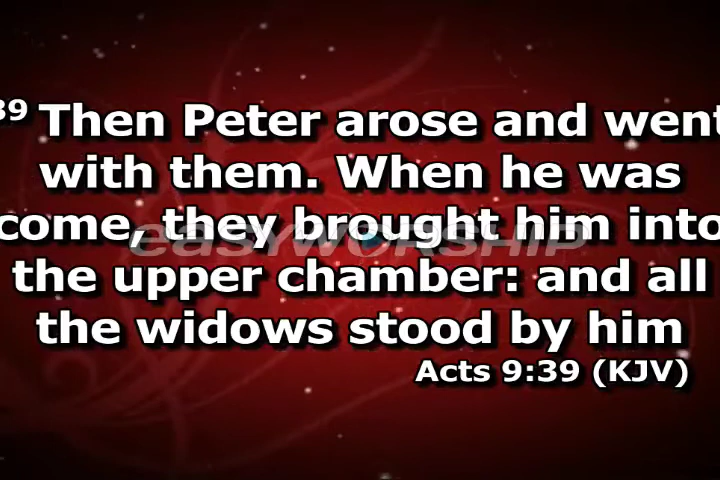 39 Then Peter arose and went
with them. When he was
come, they brought him into
easyworship
the upper chamber: and all
the widows stood by him
Acts 9:39 (KJV)